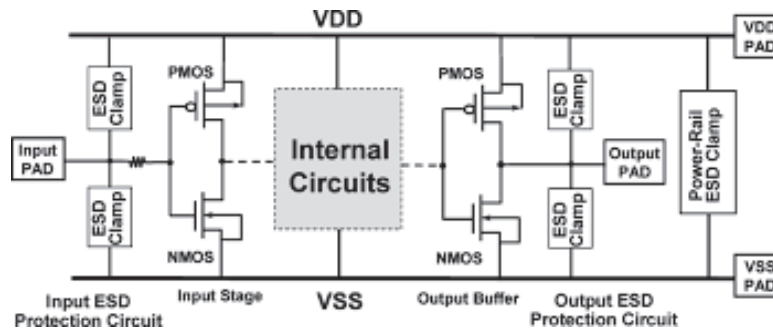 VDD
VDD
PAD
PMOS
PMOS
ESD
Clamp
ESD
Clamp
Input
PAD
Internal
Circuits
Output
PAD
Power-Rail
ESD Clamp
ESD
Clamp
ESD
Clamp
NMOS
NMOS
VSS
PAD
Input ESD
Protection Circuit
Input Stage
VSS
Output Buffer
Output ESD
Protection Circuit